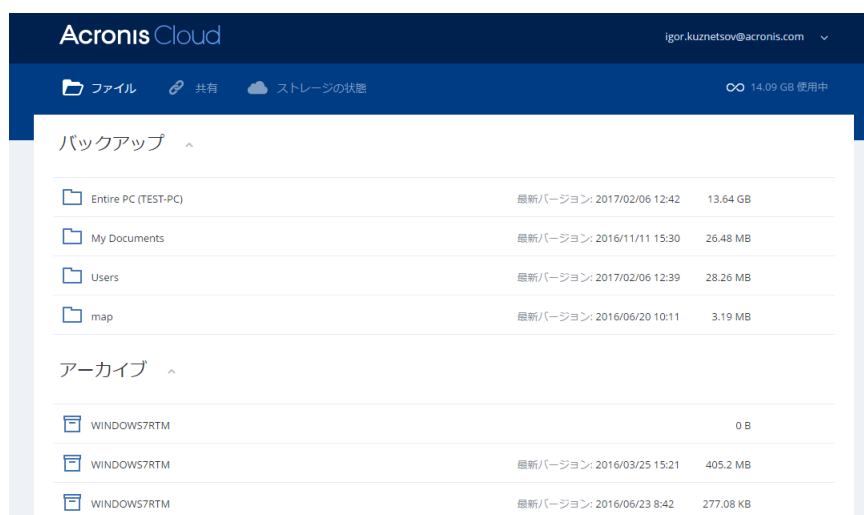 Acronis Cloud igor.kuznetsov@acronis.com
ファイル 共有 ストレージの状態 14.09 GB 使用中
バックアップ
Entire PC (TEST-PC) 最新バージョン: 2017/02/06 12:42 13.64 GB
My Documents 最新バージョン: 2016/11/11 15:30 26.48 MB
Users 最新バージョン: 2017/02/06 12:39 28.26 MB
map 最新バージョン: 2016/06/20 10:11 3.19 MB
アーカイブ
WINDOWS7RTM 0 B
WINDOWS7RTM 最新バージョン: 2016/03/25 15:21 405.2 MB
WINDOWS7RTM 最新バージョン: 2016/06/23 8:42 277.08 KB